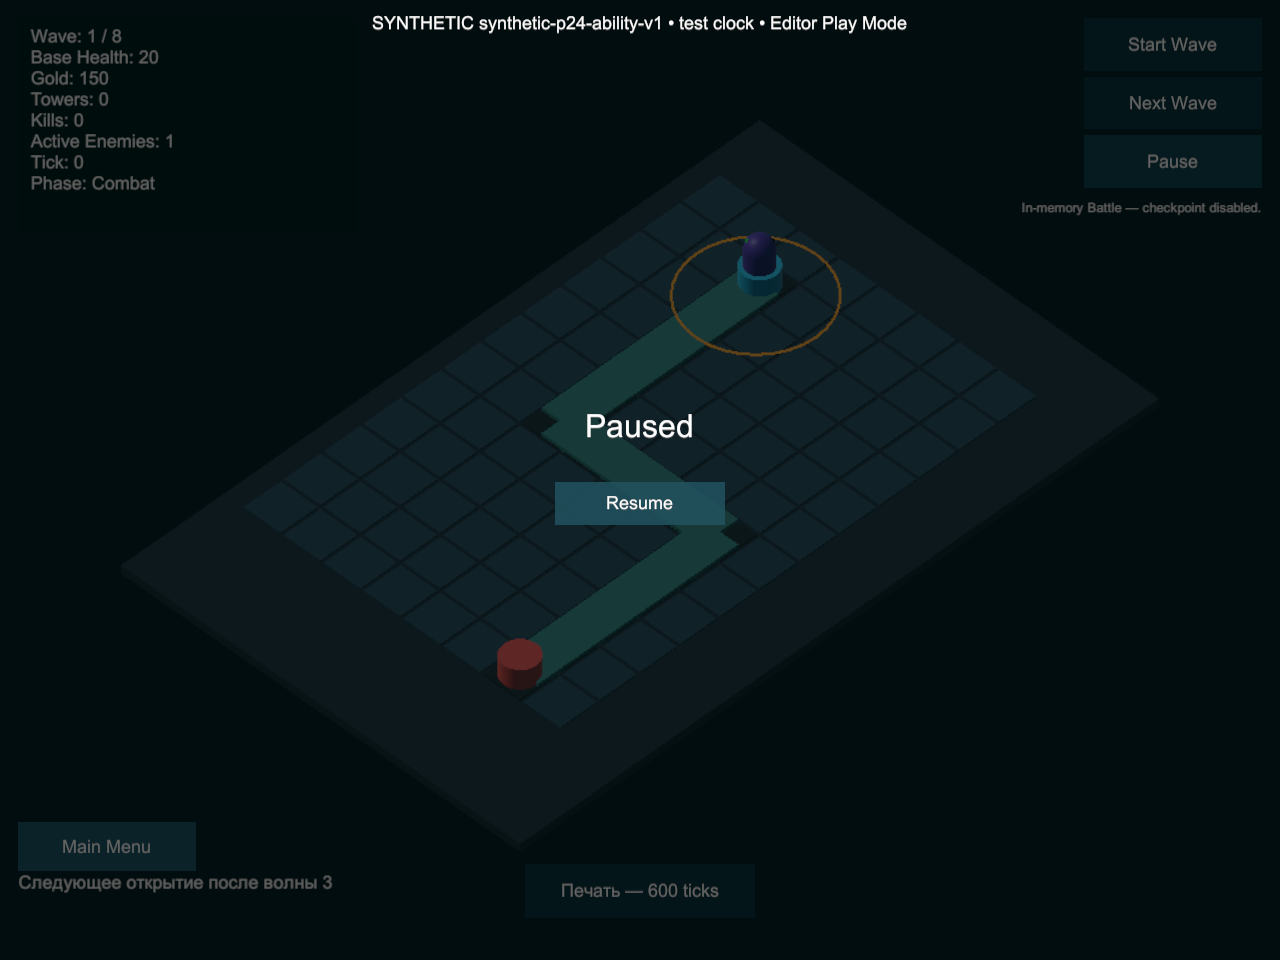 SYNTHETIC synthetic-p24-ability-v1 • test clock • Editor Play Mode
Wave: 1 / 8
Base Health: 20
Gold: 150
Towers: 0
Kills: 0
Active Enemies: 1
Tick: 0
Phase: Combat
Start Wave
Next Wave
Pause
In-memory Battle — checkpoint disabled.
Paused
Resume
Main Menu
Следующее открытие после волны 3
Печать — 600 ticks